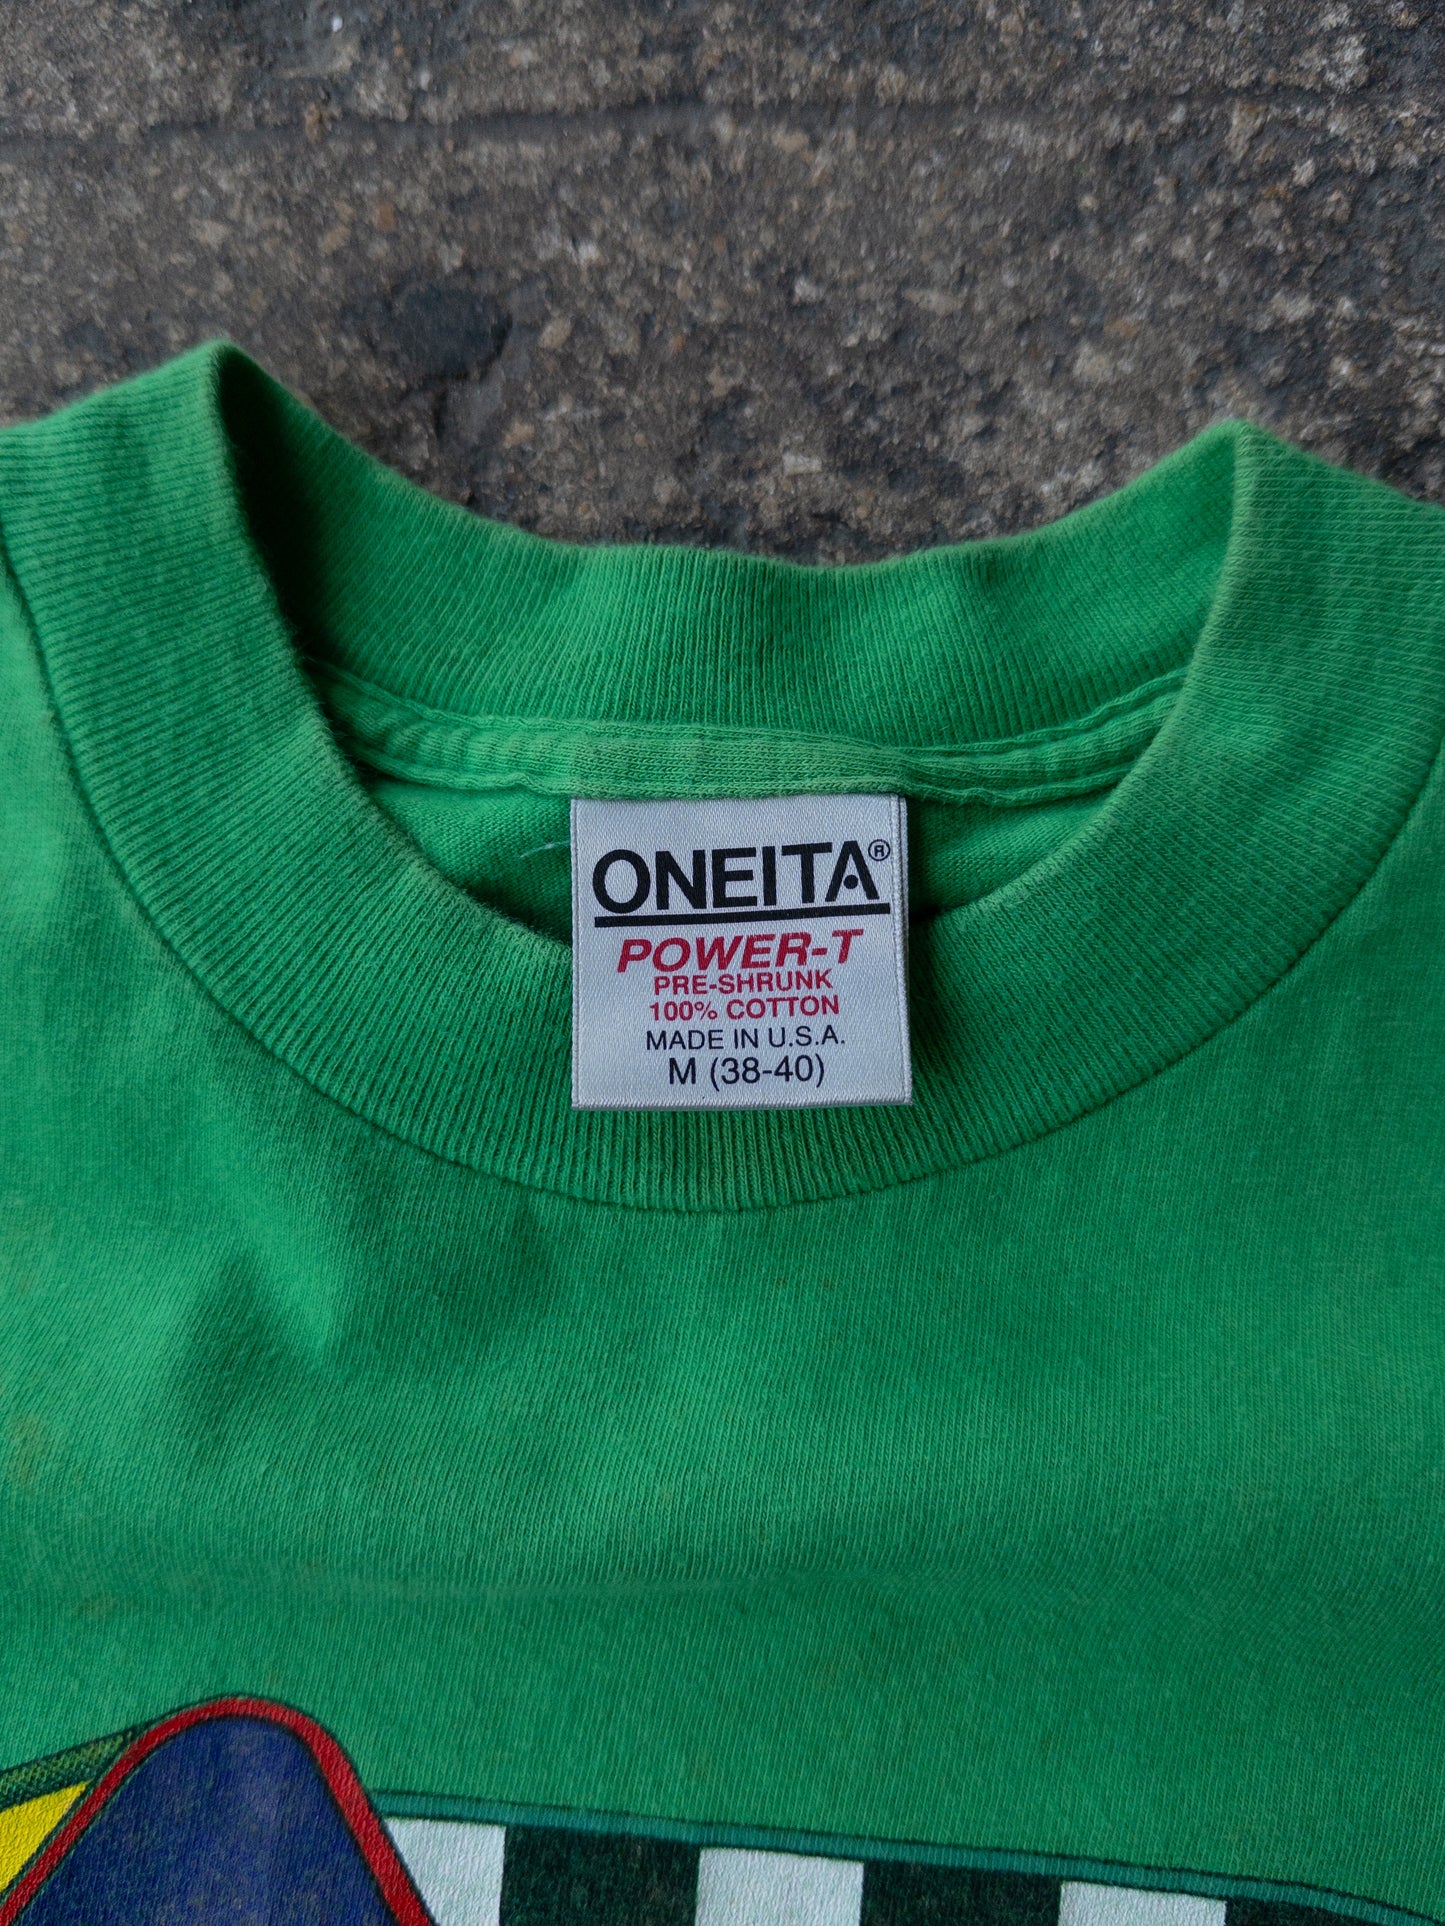 ONEITA®
POWER-T
PRE-SHRUNK
100% COTTON
MADE IN U.S.A.
M (38-40)